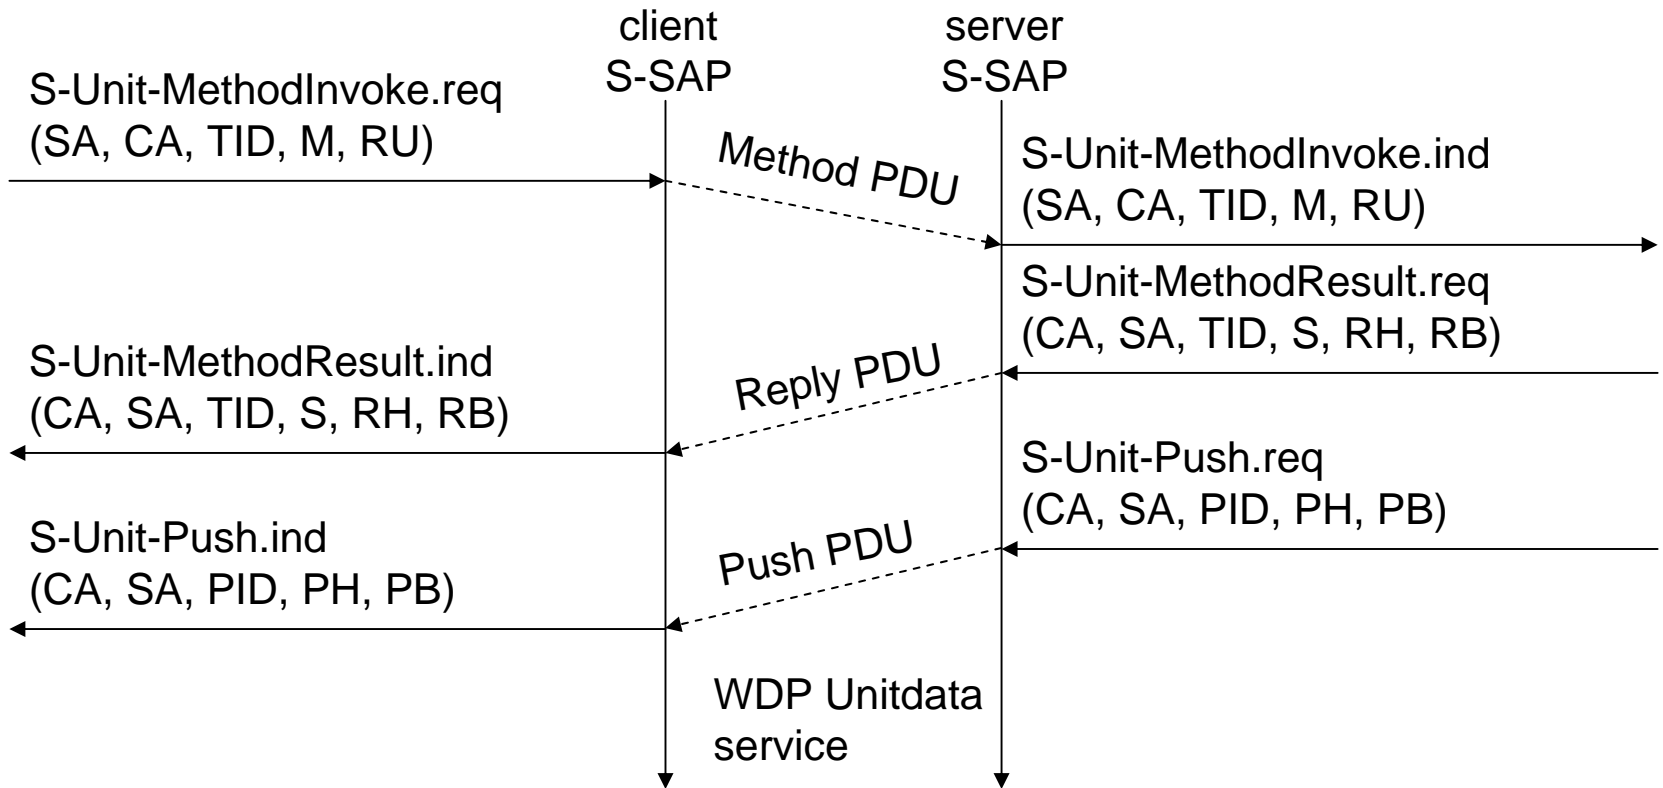 client
S-SAP
server
S-SAP
S-Unit-MethodInvoke.req
(SA, CA, TID, M, RU)
Method PDU
S-Unit-MethodInvoke.ind
(SA, CA, TID, M, RU)
S-Unit-MethodResult.req
(CA, SA, TID, S, RH, RB)
Reply PDU
S-Unit-MethodResult.ind
(CA, SA, TID, S, RH, RB)
S-Unit-Push.req
(CA, SA, PID, PH, PB)
Push PDU
S-Unit-Push.ind
(CA, SA, PID, PH, PB)
WDP Unitdata
service